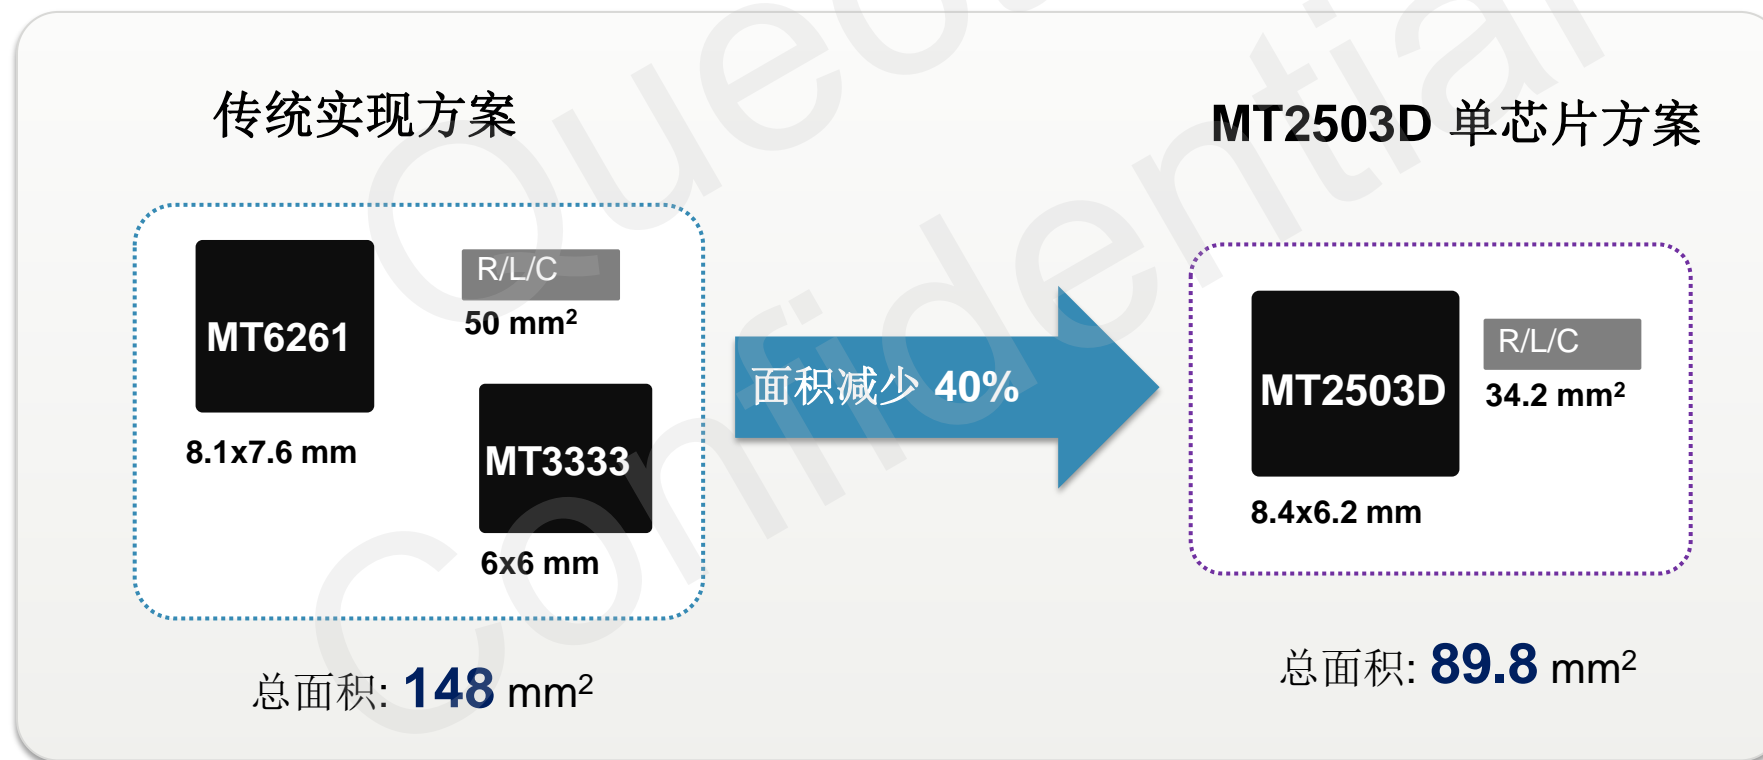 传统实现方案
MT2503D 单芯片方案
MT6261
R/L/C
50 mm²
8.1x7.6 mm
MT3333
6x6 mm
面积减少 40%
MT2503D
R/L/C
34.2 mm²
8.4x6.2 mm
总面积: 148 mm²
总面积: 89.8 mm²
Confidential